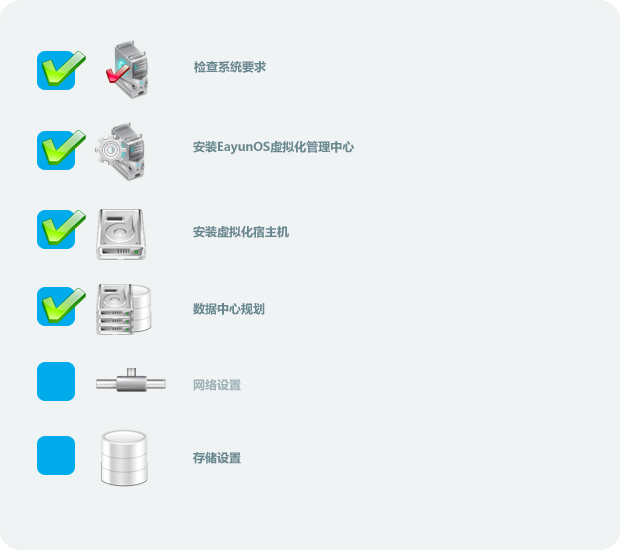 检查系统要求
安装EayunOS虚拟化管理中心
安装虚拟化宿主机
数据中心规划
网络设置
存储设置